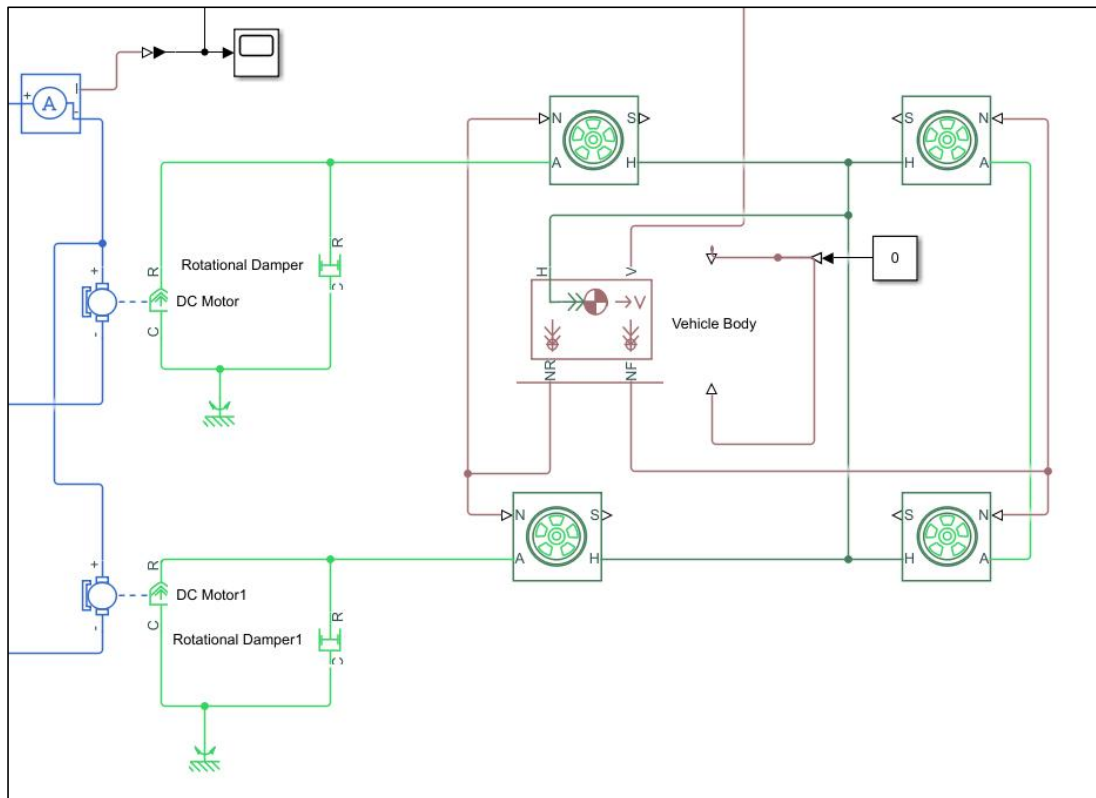 + A I
-
N S
A H
S N
H A
R
Rotational Damper
R
C
+
DC Motor
C
-
H V
0
V
Vehicle Body
NR NF
N S
A H
S N
H A
+
R
DC Motor1
C
-
R
Rotational Damper1
C